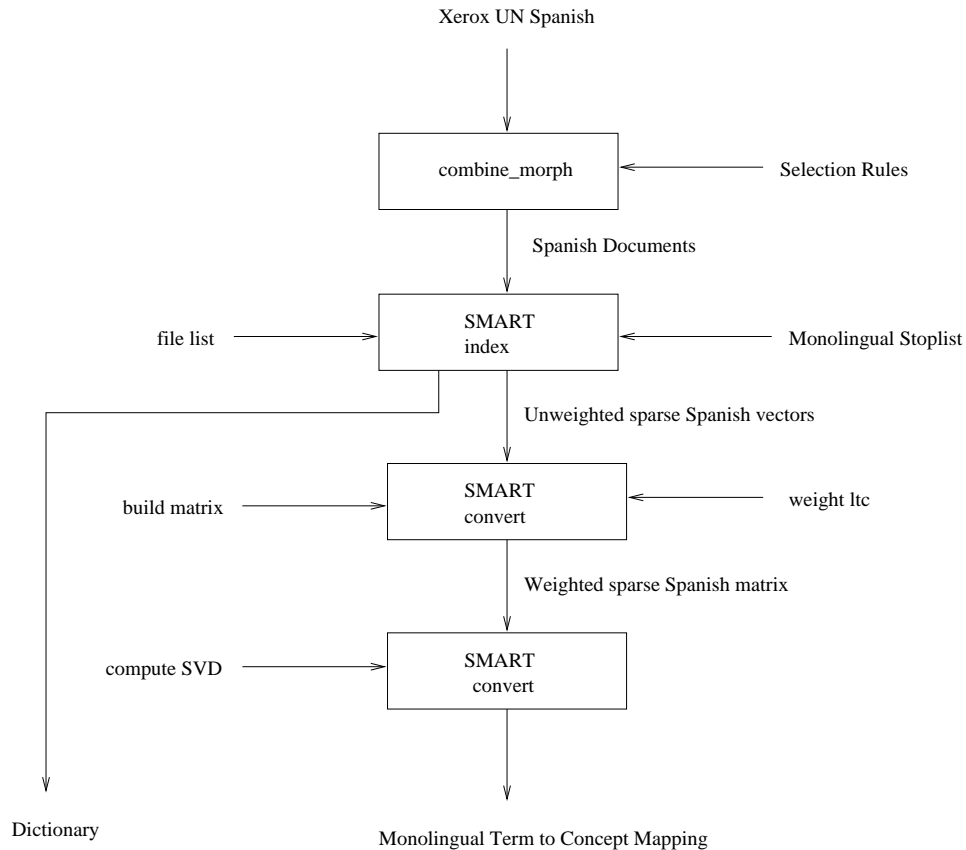 Xerox UN Spanish
combine_morph
Selection Rules
Spanish Documents
file list
SMART
index
Monolingual Stoplist
Unweighted sparse Spanish vectors
build matrix
SMART
convert
weight ltc
Weighted sparse Spanish matrix
compute SVD
SMART
convert
Dictionary
Monolingual Term to Concept Mapping